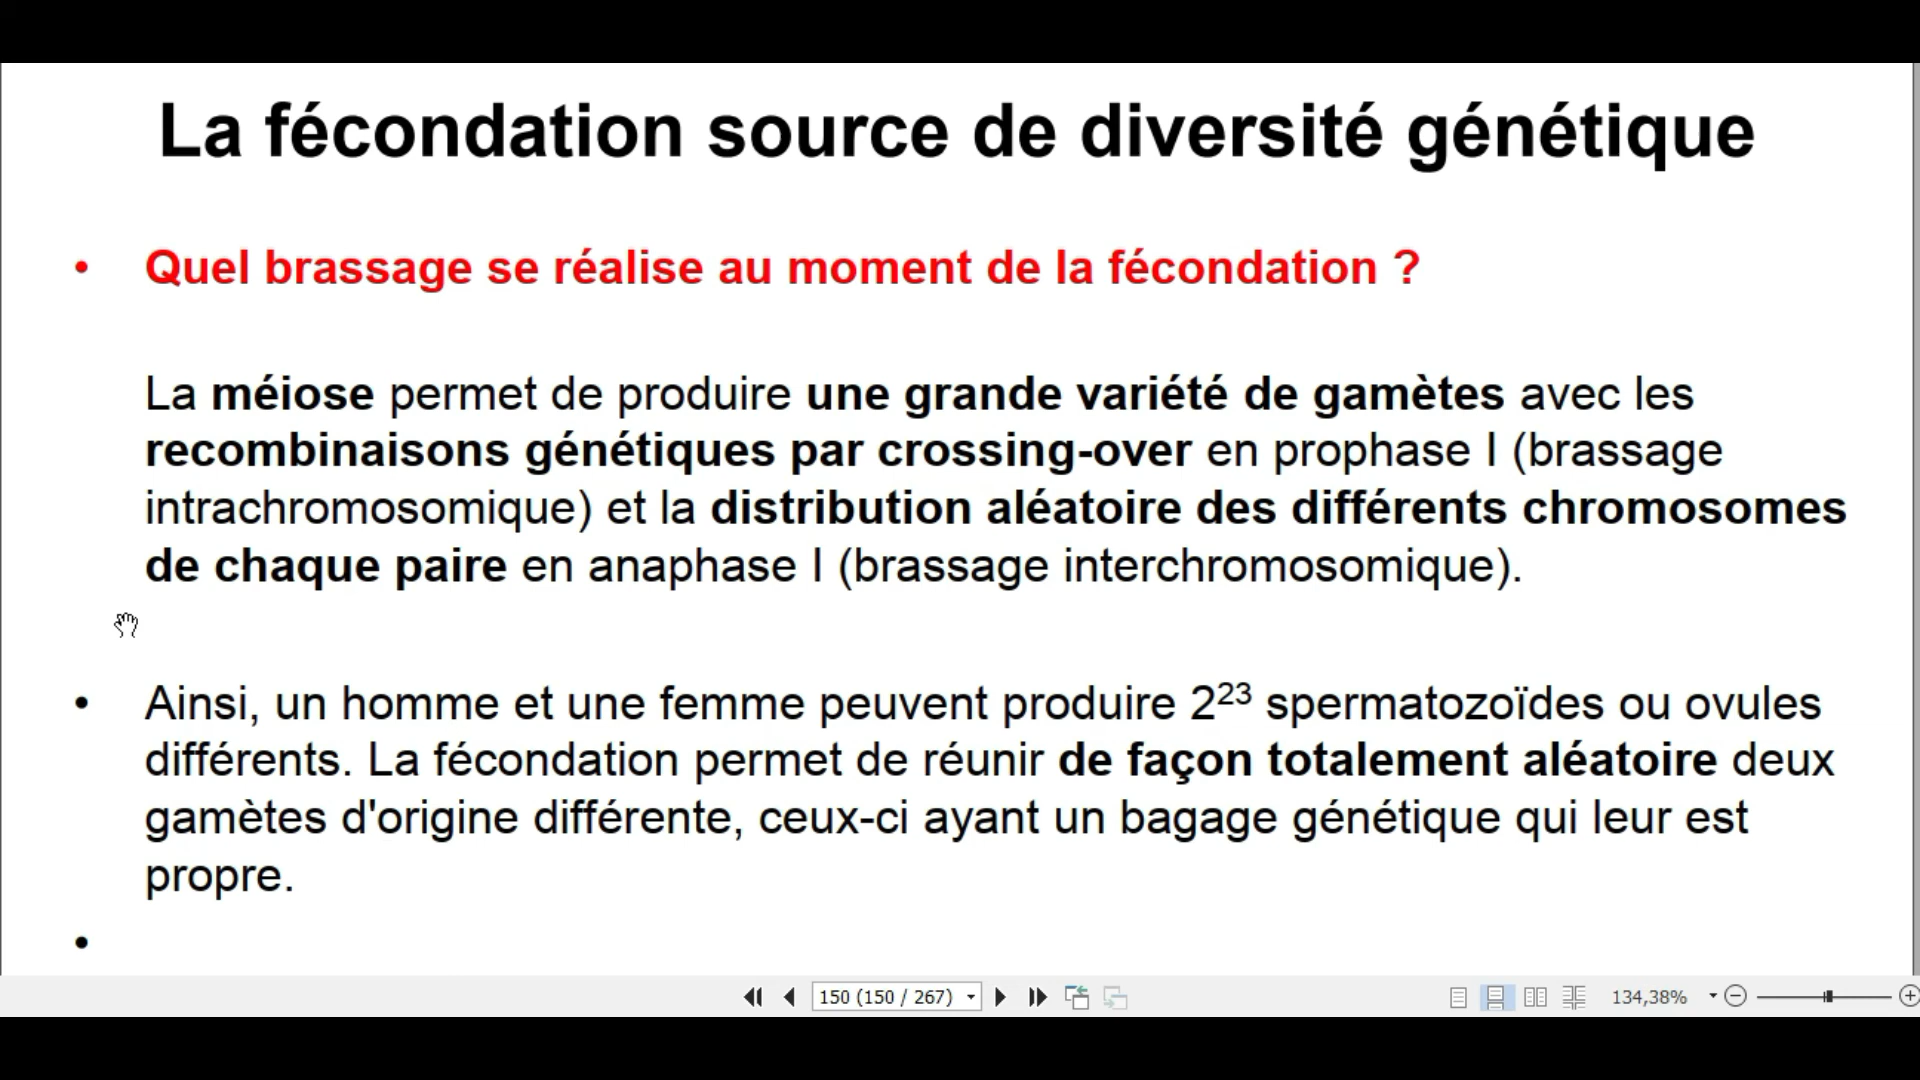 La fécondation source de diversité génétique
• Quel brassage se réalise au moment de la fécondation ?
La méiose permet de produire une grande variété de gamètes avec les
recombinaisons génétiques par crossing-over en prophase I (brassage
intrachromosomique) et la distribution aléatoire des différents chromosomes
de chaque paire en anaphase I (brassage interchromosomique).
• Ainsi, un homme et une femme peuvent produire 2²³ spermatozoïdes ou ovules
différents. La fécondation permet de réunir de façon totalement aléatoire deux
gamètes d'origine différente, ceux-ci ayant un bagage génétique qui leur est
propre.
•
150 (150 / 267) 134,38%